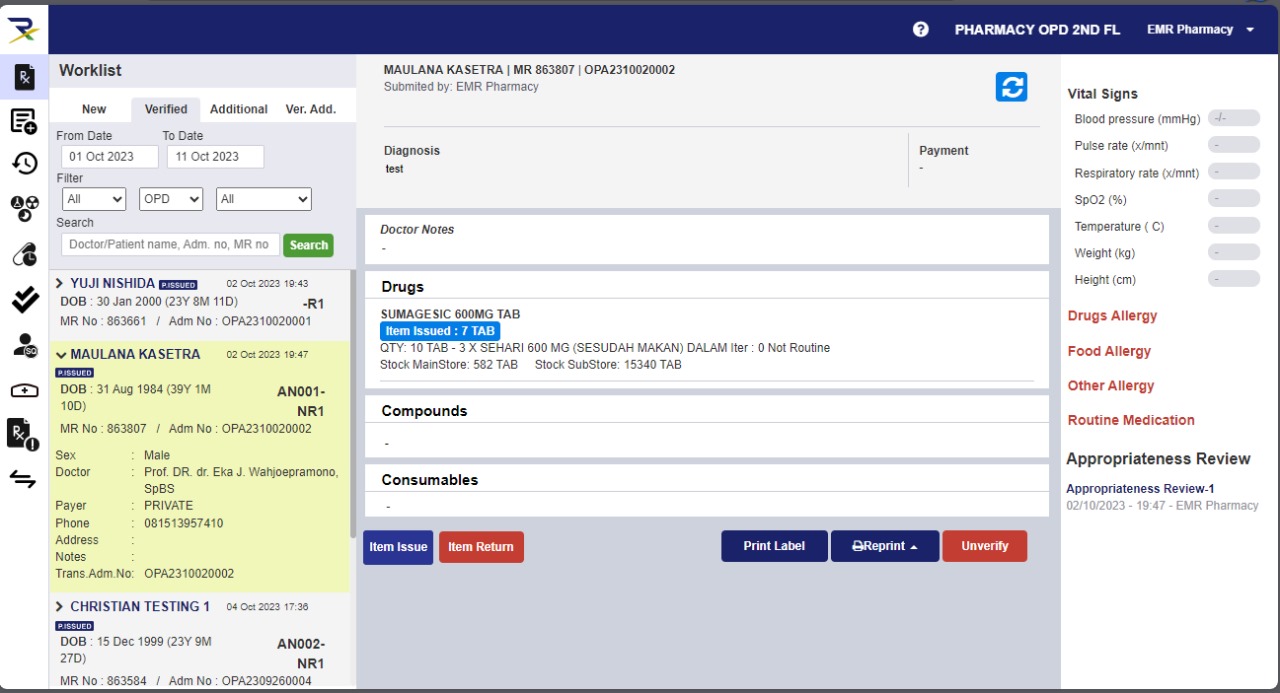 PHARMACY OPD 2ND FL
EMR Pharmacy
Worklist
New
Verified
Additional
Ver. Add.
From Date
To Date
01 Oct 2023
11 Oct 2023
Filter
All
OPD
All
Search
Doctor/Patient name, Adm. no, MR no
Search
YUJI NISHIDA P.ISSUED 02 Oct 2023 19:43
DOB : 30 Jan 2000 (23Y 8M 11D)
-R1
MR No : 863661 / Adm No : OPA2310020001
MAULANA KASETRA 02 Oct 2023 19:47
P.ISSUED
DOB : 31 Aug 1984 (39Y 1M
10D)
AN001-
NR1
MR No : 863807 / Adm No : OPA2310020002
Sex : Male
Doctor : Prof. DR. dr. Eka J. Wahjoepramono,
SpBS
Payer : PRIVATE
Phone : 081513957410
Address :
Notes :
Trans.Adm.No: OPA2310020002
CHRISTIAN TESTING 1 04 Oct 2023 17:36
P.ISSUED
DOB : 15 Dec 1999 (23Y 9M
27D)
AN002-
NR1
MR No : 863584 / Adm No : OPA2309260004
MAULANA KASETRA | MR 863807 | OPA2310020002
Submited by: EMR Pharmacy
Diagnosis
test
Payment
-
Doctor Notes
-
Drugs
SUMAGESIC 600MG TAB
Item Issued : 7 TAB
QTY: 10 TAB - 3 X SEHARI 600 MG (SESUDAH MAKAN) DALAM Iter : 0 Not Routine
Stock MainStore: 582 TAB Stock SubStore: 15340 TAB
Compounds
-
Consumables
-
Item Issue
Item Return
Print Label
Reprint
Unverify
Vital Signs
Blood pressure (mmHg) -/-
Pulse rate (x/mnt) -
Respiratory rate (x/mnt) -
SpO2 (%) -
Temperature ( C) -
Weight (kg) -
Height (cm) -
Drugs Allergy
Food Allergy
Other Allergy
Routine Medication
Appropriateness Review
Appropriateness Review-1
02/10/2023 - 19:47 - EMR Pharmacy